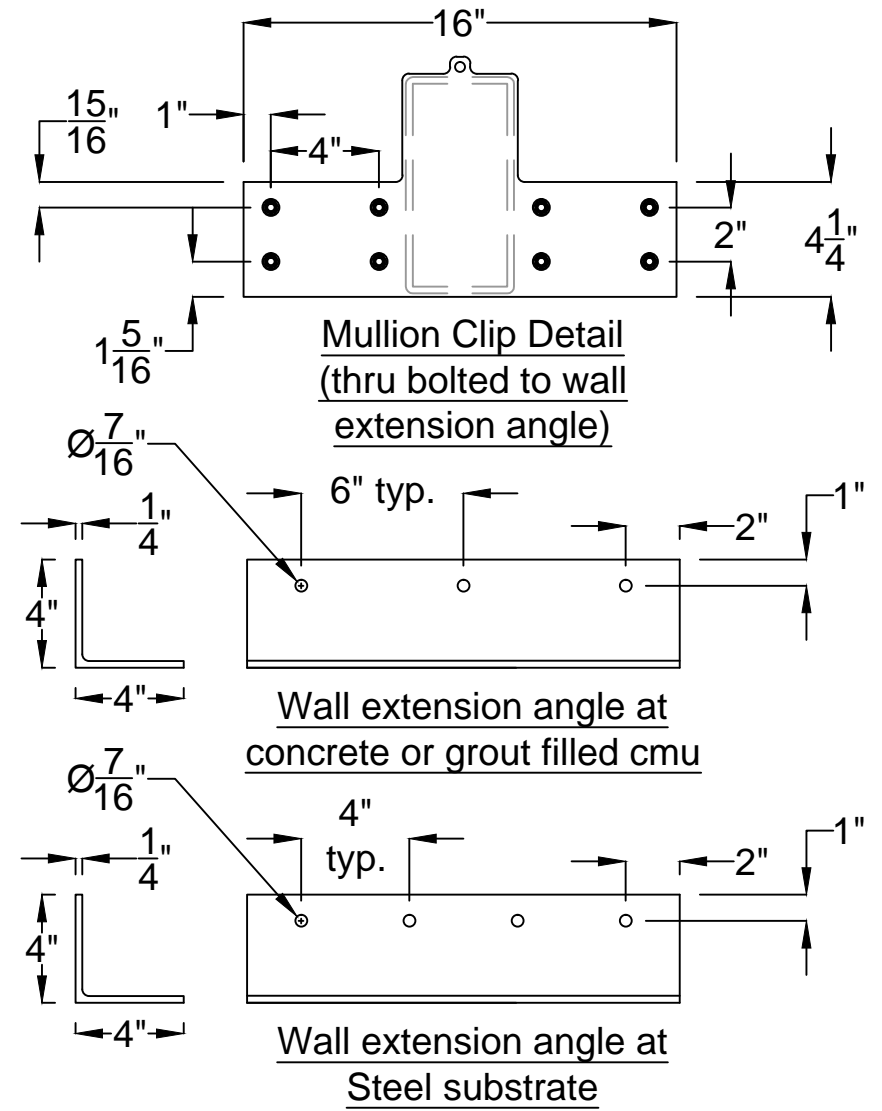 16"
15/16"
1"
4"
2"
4 1/4"
1 5/16"
Mullion Clip Detail
(thru bolted to wall
extension angle)
Ø7/16"
6" typ.
1"
1/4"
2"
4"
4"
Wall extension angle at
concrete or grout filled cmu
Ø7/16"
4"
typ.
1"
1/4"
2"
4"
4"
Wall extension angle at
Steel substrate